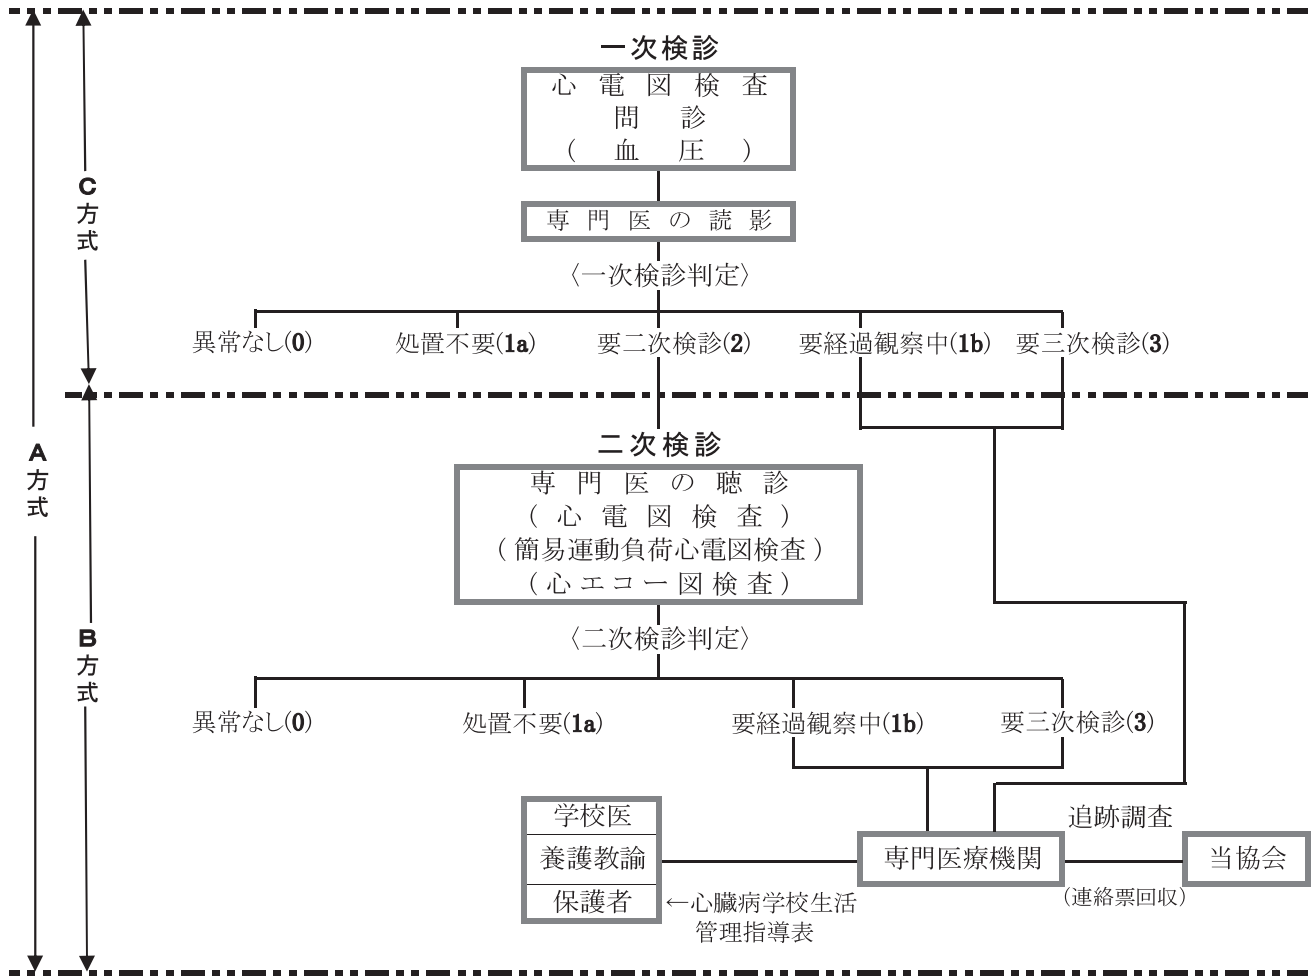 一次検診
心電図検査
問診
(血圧)
専門医の読影
〈一次検診判定〉
異常なし(0) 処置不要(1a) 要二次検診(2) 要経過観察中(1b) 要三次検診(3)
C方式
A方式
二次検診
専門医の聴診
(心電図検査)
(簡易運動負荷心電図検査)
(心エコー図検査)
〈二次検診判定〉
B方式
異常なし(0) 処置不要(1a) 要経過観察中(1b) 要三次検診(3)
学校医
養護教諭
保護者
専門医療機関
追跡調査
当協会
(連絡票回収)
←心臓病学校生活
管理指導表